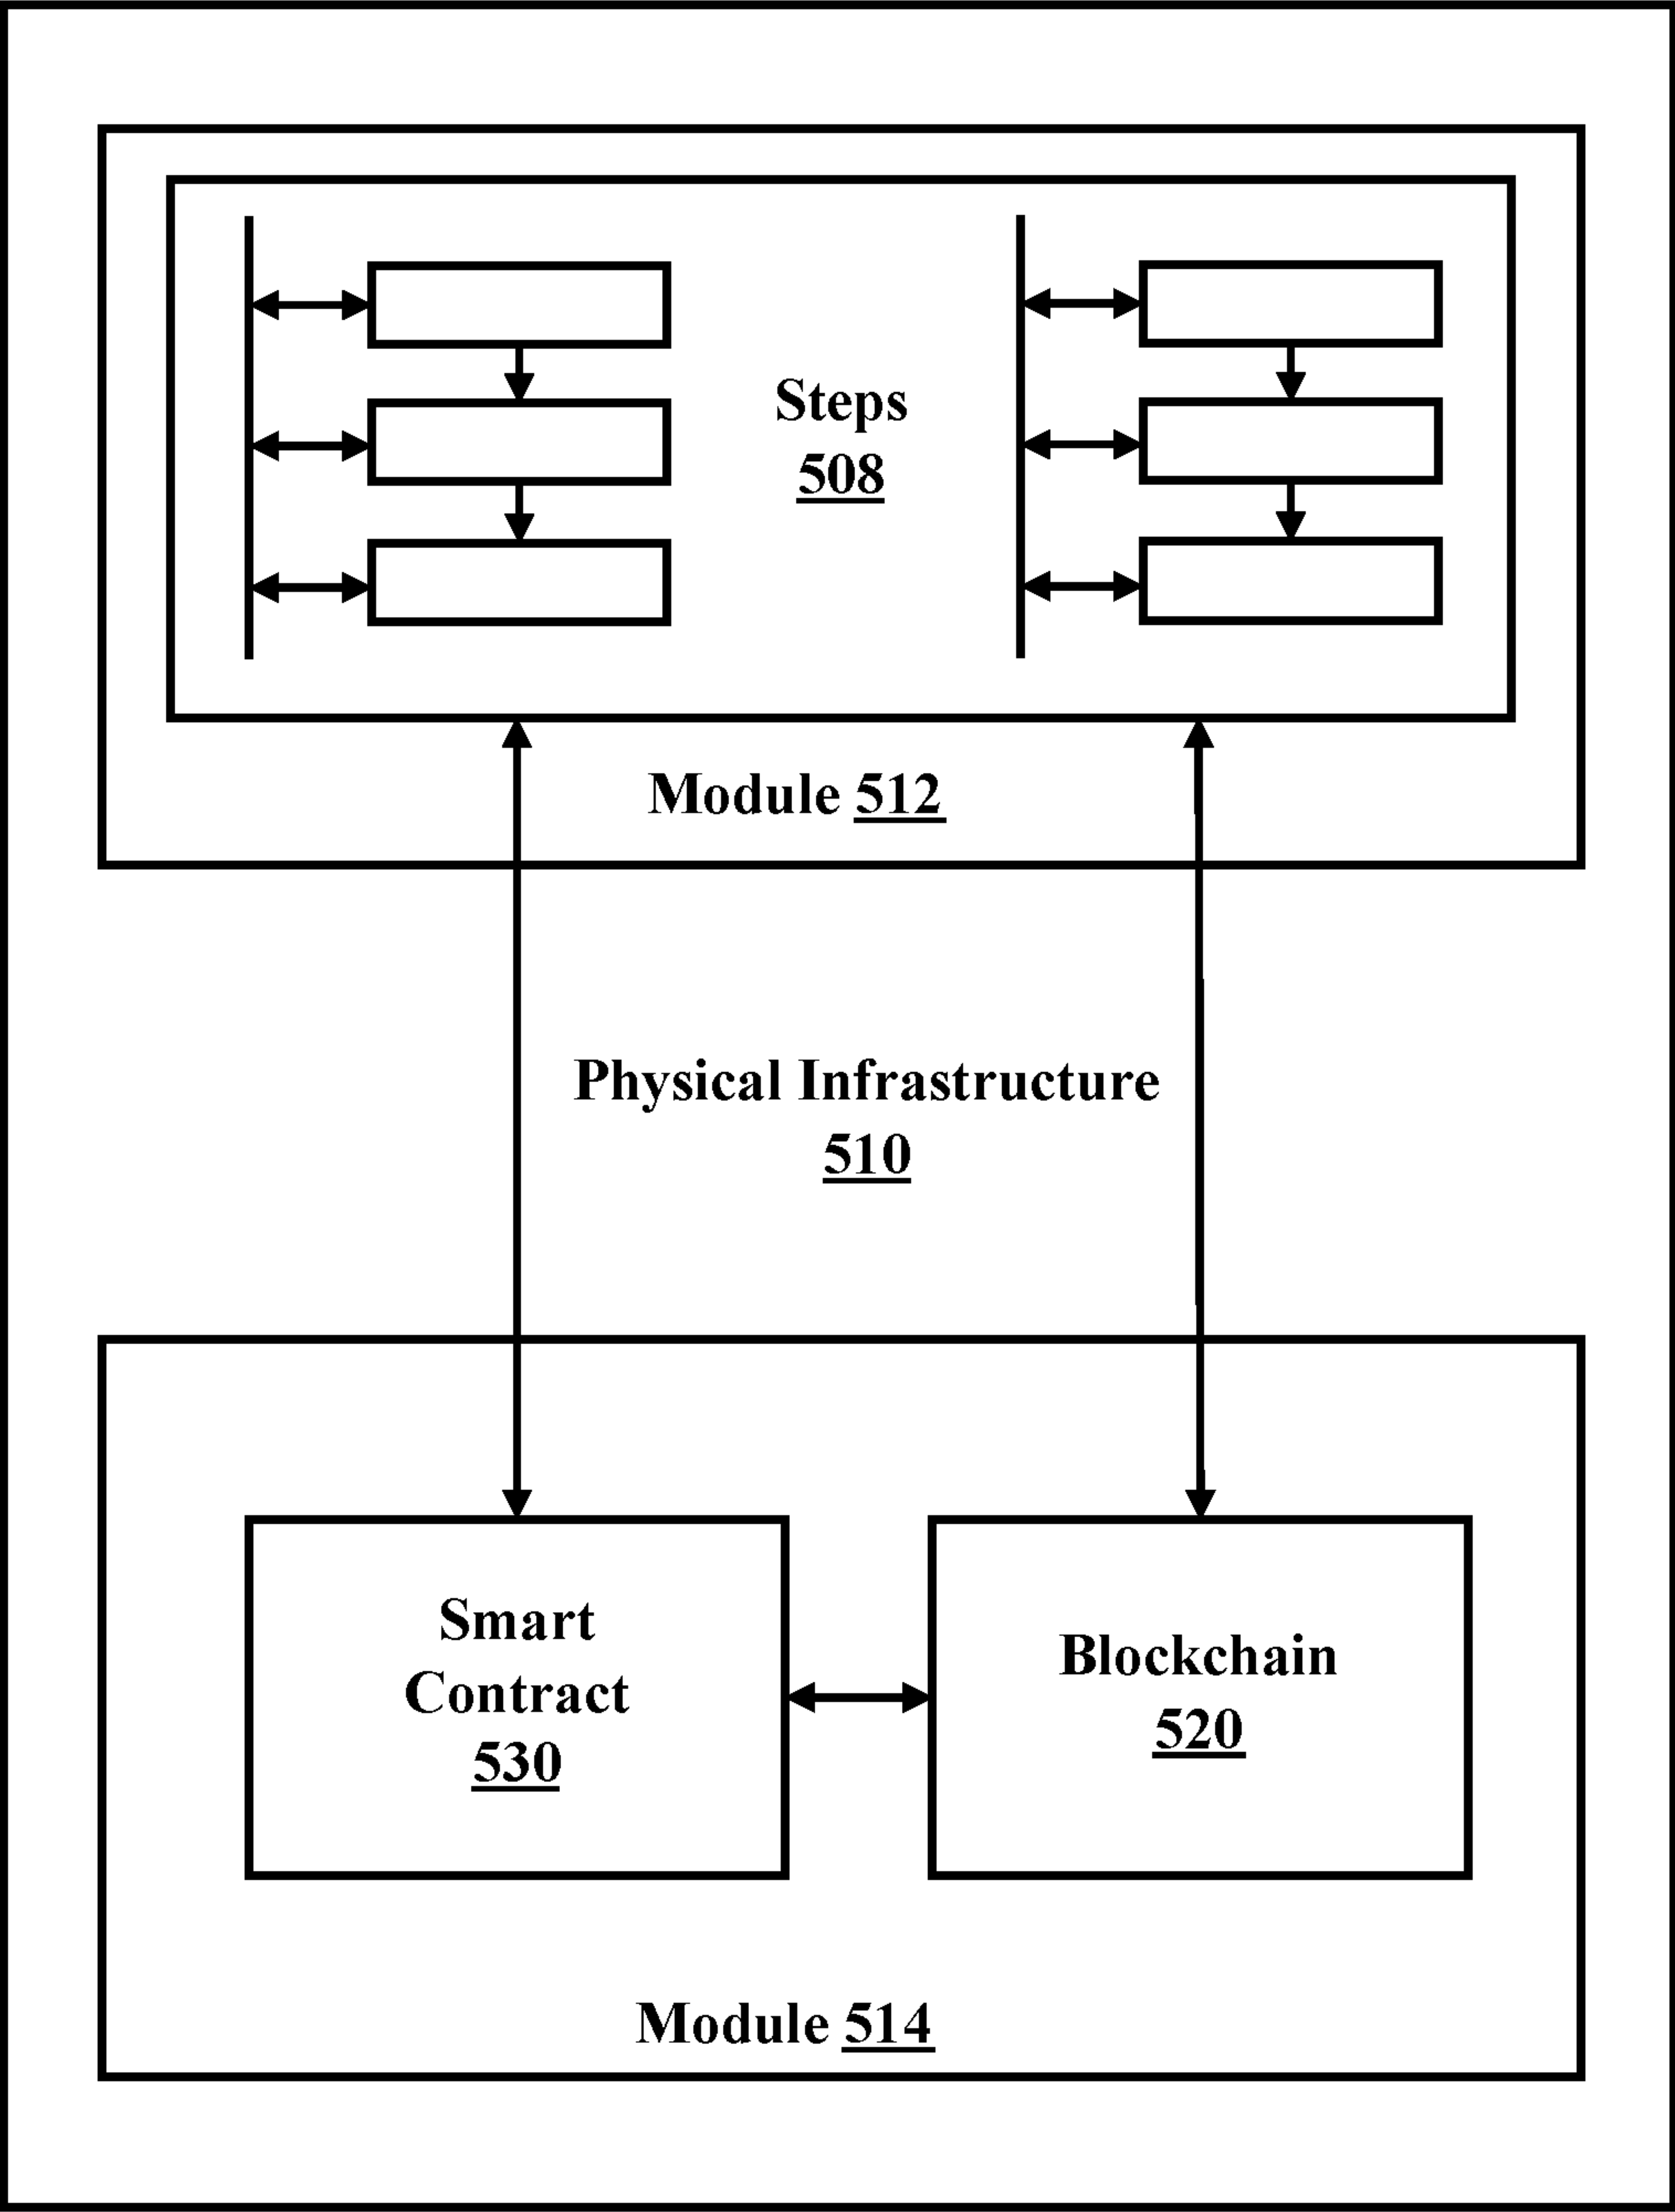 Steps
508
Module 512
Physical Infrastructure
510
Smart
Contract
530
Blockchain
520
Module 514